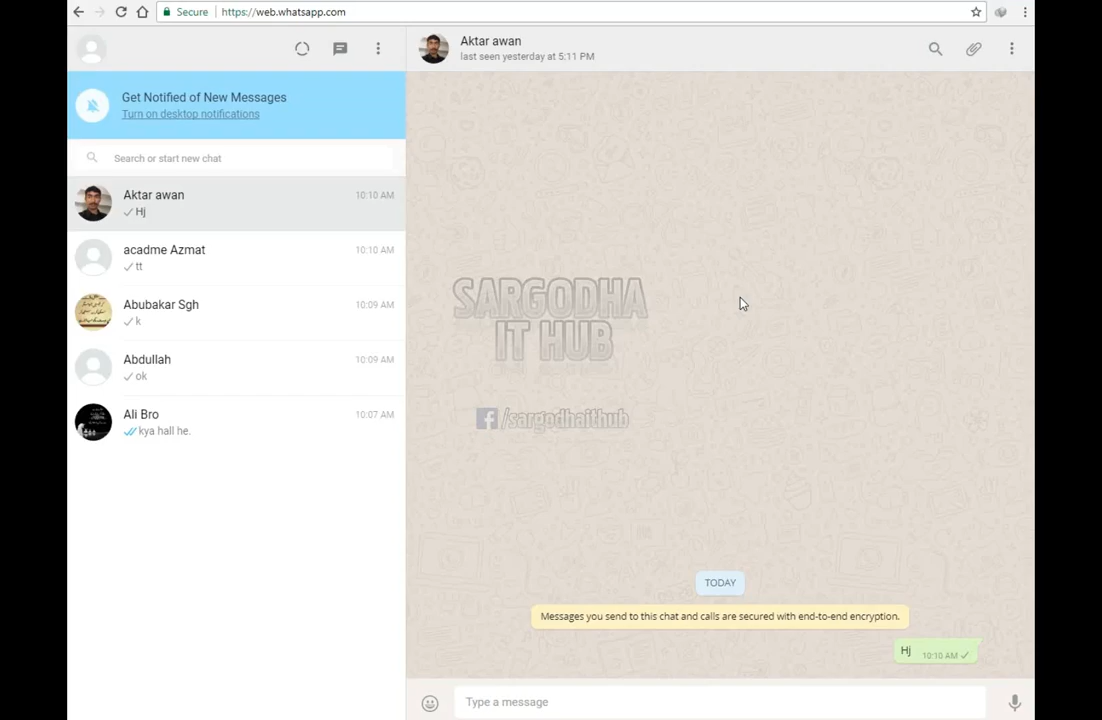 Secure https://web.whatsapp.com
Aktar awan
last seen yesterday at 5:11 PM
Get Notified of New Messages
Turn on desktop notifications
Search or start new chat
Aktar awan 10:10 AM
Hj
acadme Azmat 10:10 AM
tt
Abubakar Sgh 10:09 AM
k
Abdullah 10:09 AM
ok
Ali Bro 10:07 AM
kya hall he.
SARGODHA
IT HUB
f/sargodhaithub
TODAY
Messages you send to this chat and calls are secured with end-to-end encryption.
Hj 10:10 AM
Type a message